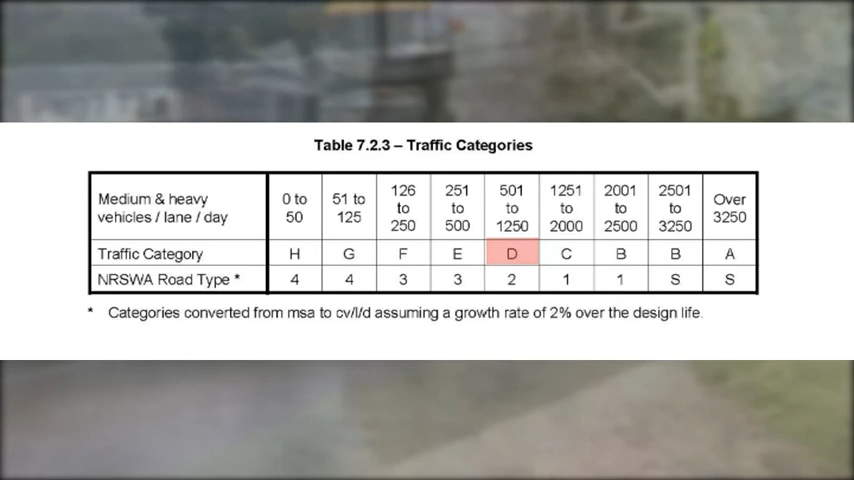 Table 7.2.3 – Traffic Categories
Medium & heavy vehicles / lane / day 0 to 50 51 to 125 126 to 250 251 to 500 501 to 1250 1251 to 2000 2001 to 2500 2501 to 3250 Over 3250
Traffic Category H G F E D C B B A
NRSWA Road Type * 4 4 3 3 2 1 1 S S
* Categories converted from msa to cv/l/d assuming a growth rate of 2% over the design life.